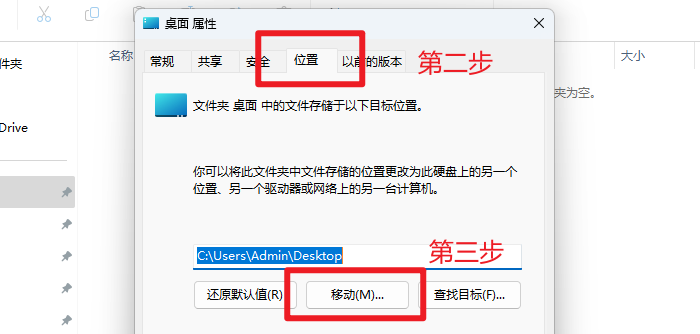 桌面 属性
名称
大小
件夹
常规
共享
安全
位置
以前的版本
第二步
夹为空。
文件夹 桌面 中的文件存储于以下目标位置。
Drive
你可以将此文件夹中文件存储的位置更改为此硬盘上的另一个
位置、另一个驱动器或网络上的另一台计算机。
第三步
C:\Users\Admin\Desktop
还原默认值(R)
移动(M)...
查找目标(F)...